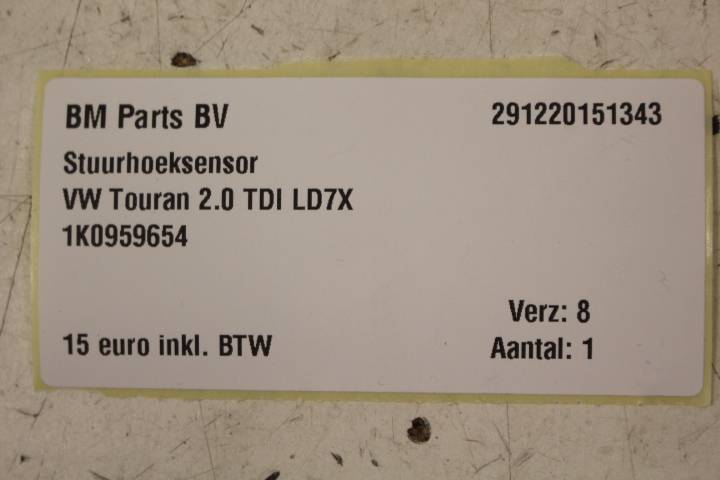 BM Parts BV 291220151343
Stuurhoeksensor
VW Touran 2.0 TDI LD7X
1K0959654
Verz: 8
15 euro inkl. BTW Aantal: 1